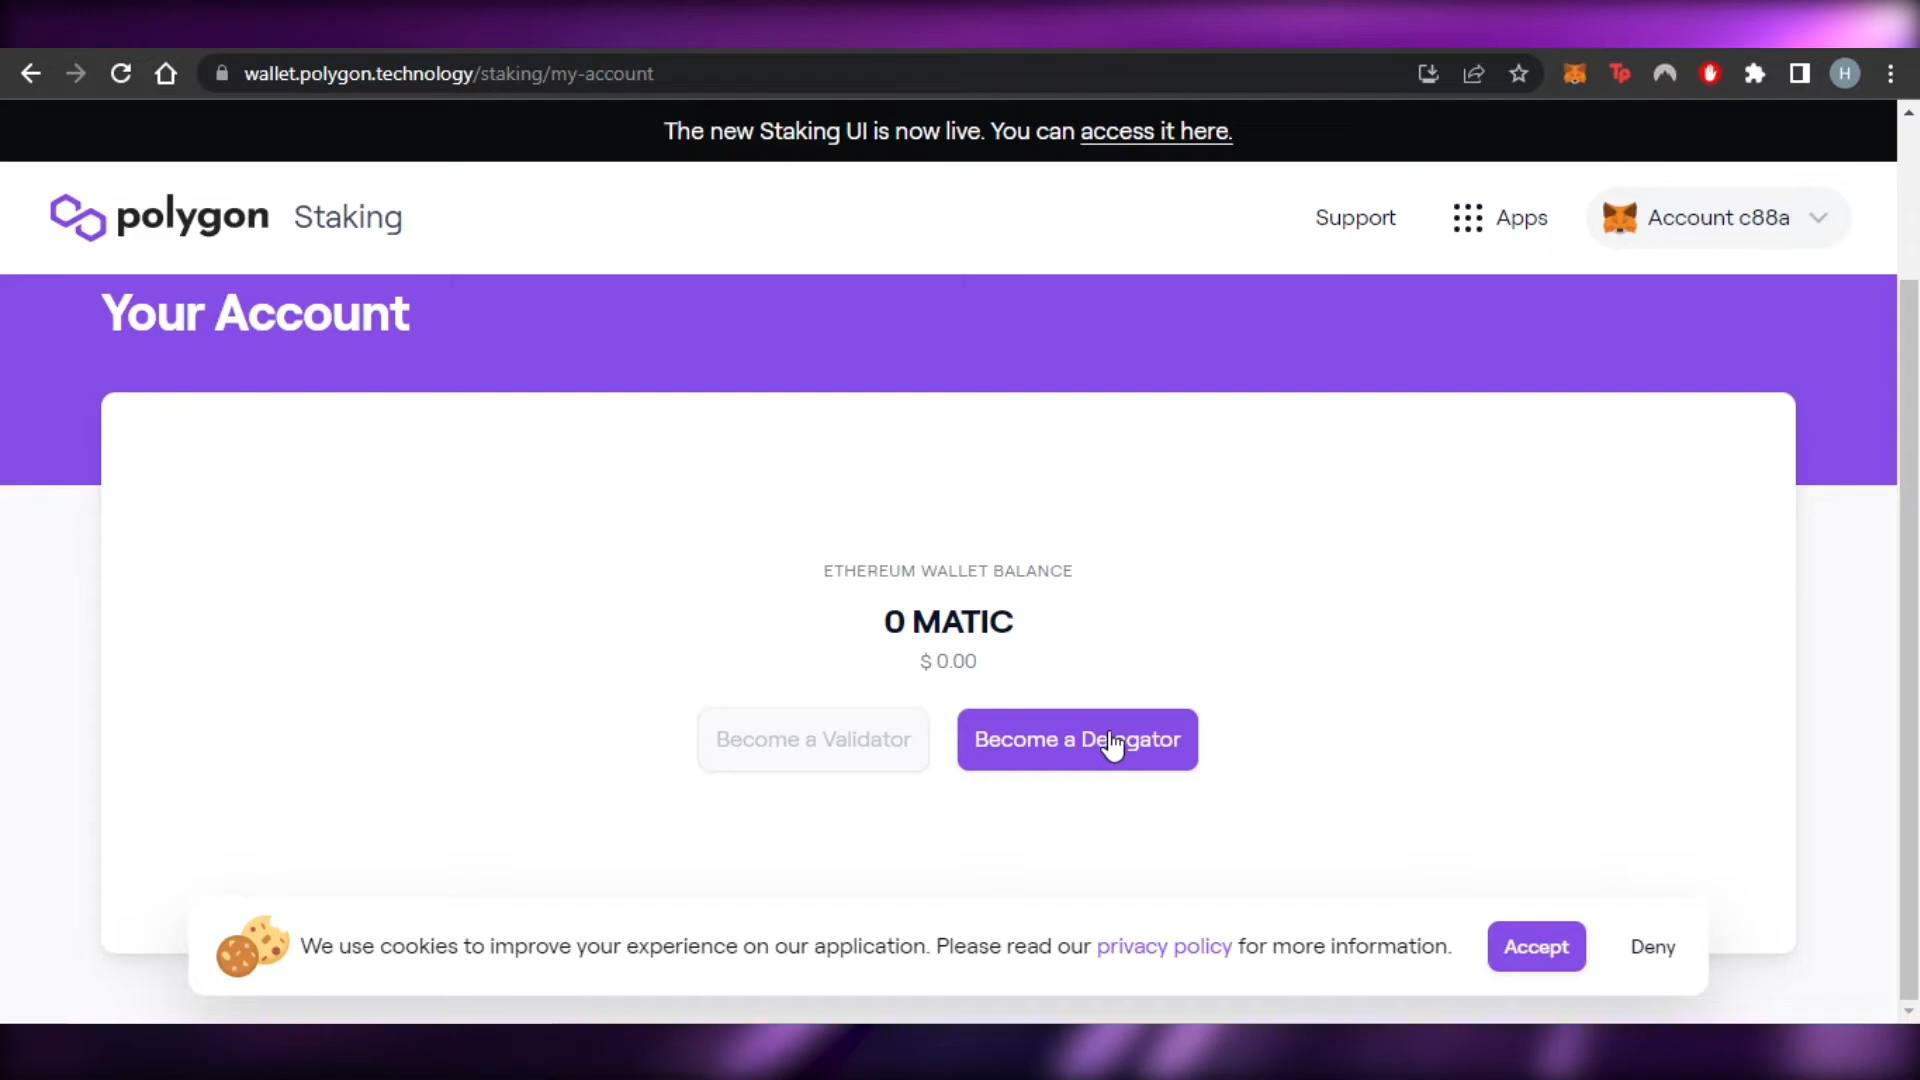 wallet.polygon.technology/staking/my-account
Tp
H
The new Staking UI is now live. You can access it here.
polygon Staking
Support
Apps
Account c88a
Your Account
ETHEREUM WALLET BALANCE
0 MATIC
$ 0.00
Become a Validator
Become a Delegator
We use cookies to improve your experience on our application. Please read our privacy policy for more information.
Accept
Deny